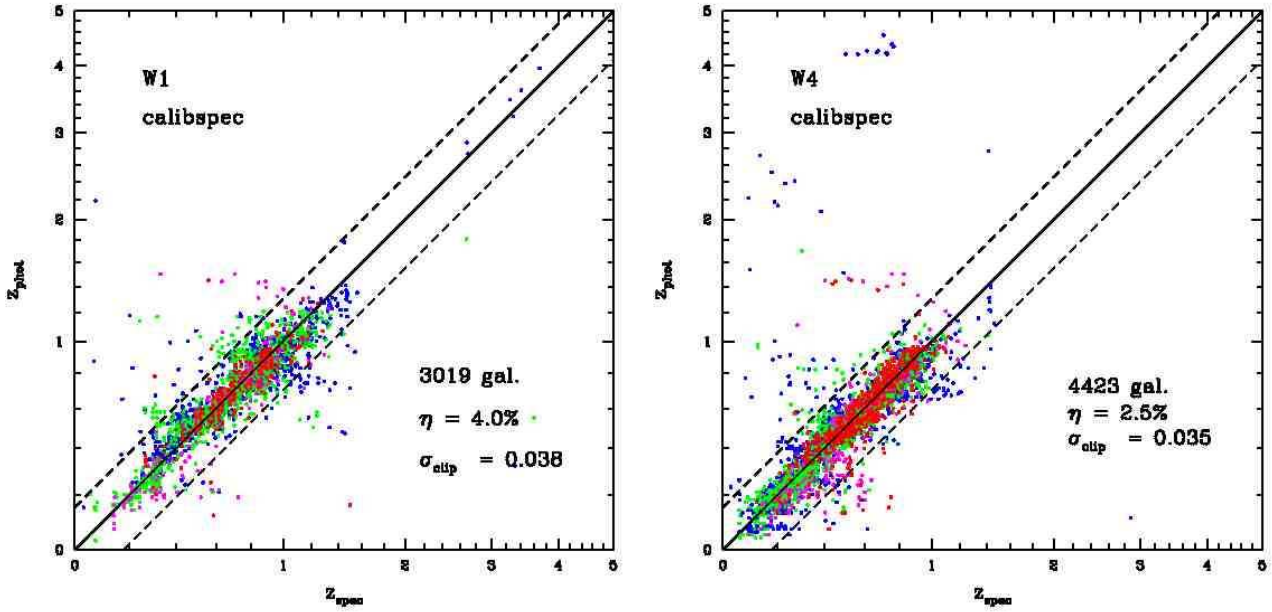 5
4
3
2
1
0
W1
calibspec
3019 gal.
η = 4.0%
σclip = 0.038
Zphot
0 1 2 3 4 5
Zspec
5
4
3
2
1
0
W4
calibspec
4423 gal.
η = 2.5%
σclip = 0.035
Zphot
0 1 2 3 4 5
Zspec